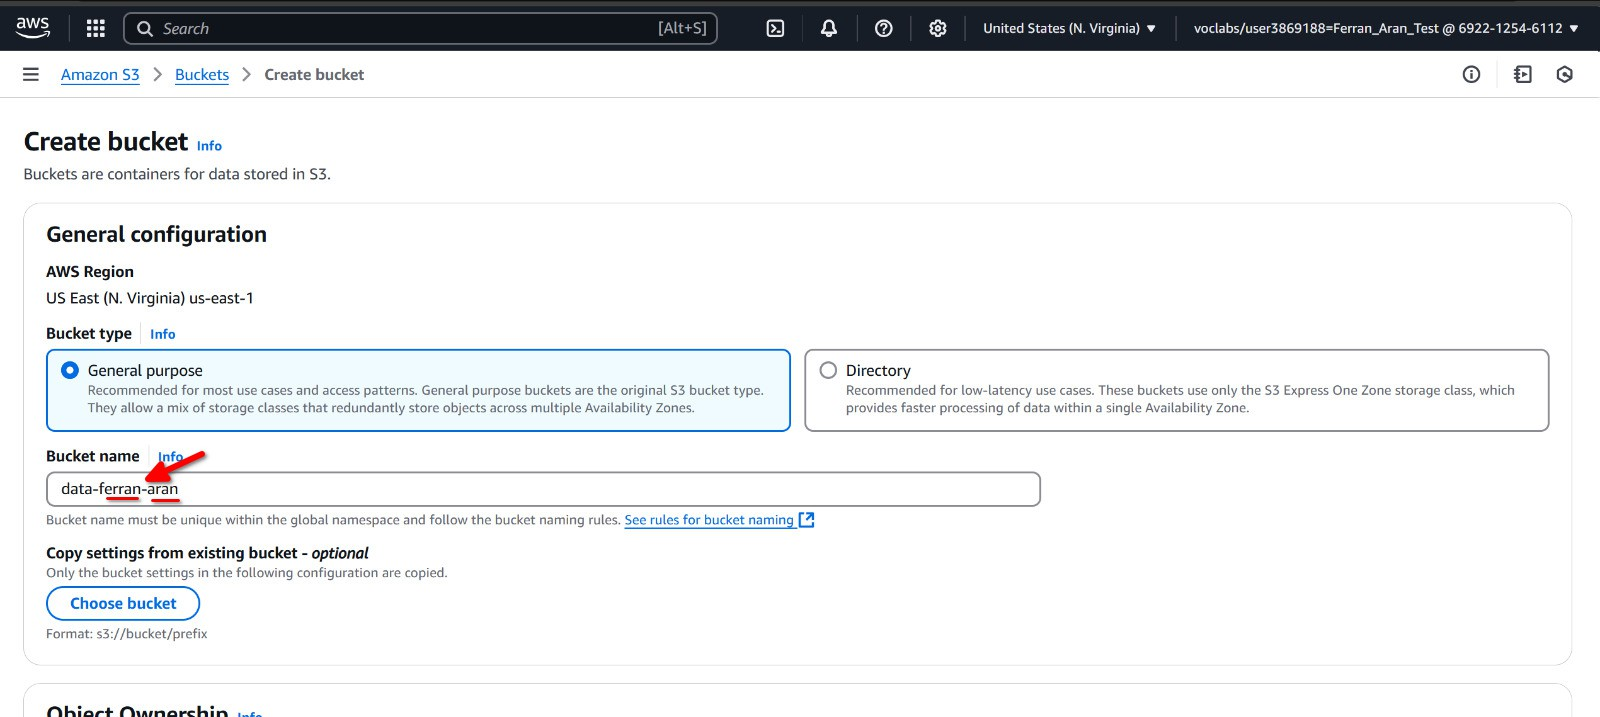 aws Search [Alt+S] United States (N. Virginia) voclabs/user3869188=Ferran_Aran_Test @ 6922-1254-6112
Amazon S3 Buckets Create bucket
Create bucket Info
Buckets are containers for data stored in S3.
General configuration
AWS Region
US East (N. Virginia) us-east-1
Bucket type Info
General purpose
Recommended for most use cases and access patterns. General purpose buckets are the original S3 bucket type.
They allow a mix of storage classes that redundantly store objects across multiple Availability Zones.
Directory
Recommended for low-latency use cases. These buckets use only the S3 Express One Zone storage class, which
provides faster processing of data within a single Availability Zone.
Bucket name Info
data-ferran-aran
Bucket name must be unique within the global namespace and follow the bucket naming rules. See rules for bucket naming
Copy settings from existing bucket - optional
Only the bucket settings in the following configuration are copied.
Choose bucket
Format: s3://bucket/prefix
Object Ownership Info